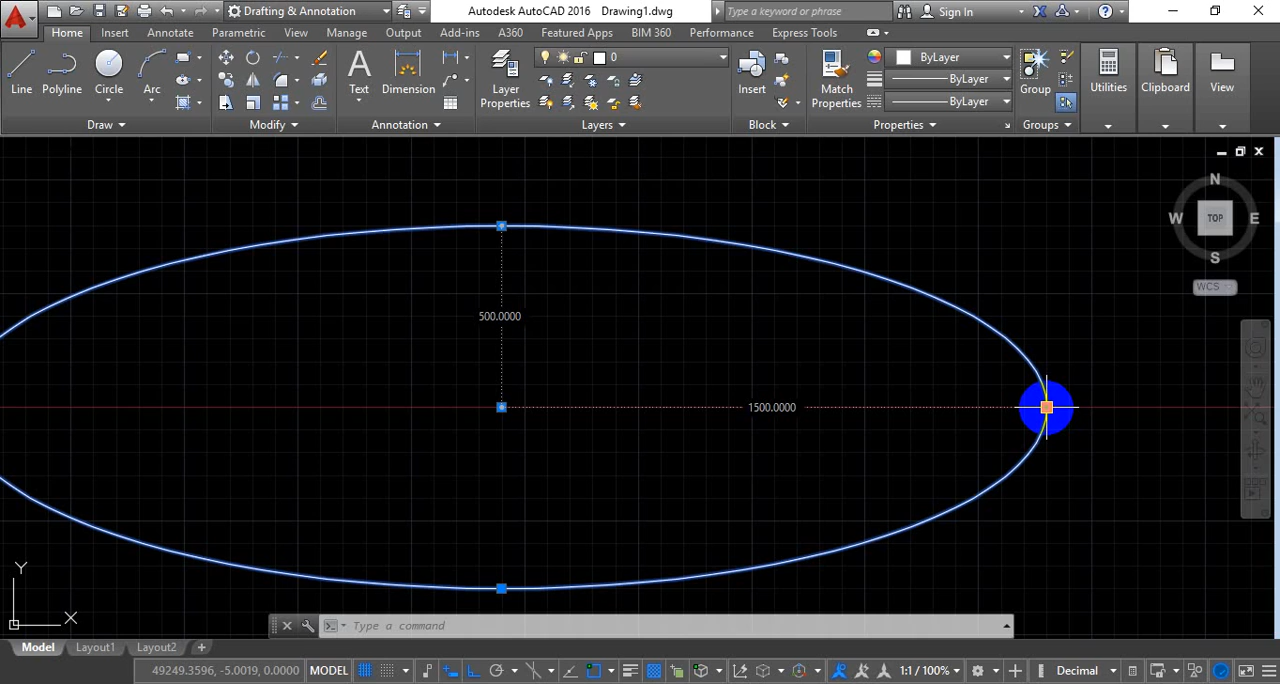 Drafting & Annotation
Autodesk AutoCAD 2016 Drawing1.dwg
Type a keyword or phrase
Sign In
Home Insert Annotate Parametric View Manage Output Add-ins A360 Featured Apps BIM 360 Performance Express Tools
Line Polyline Circle Arc
Text Dimension
Layer Properties
0
Insert
Match Properties
ByLayer
ByLayer
ByLayer
Group
Utilities
Clipboard
View
Draw Modify Annotation Layers Block Properties Groups
N
W TOP E
S
WCS
500.0000
1500.0000
Y
X
Type a command
Model Layout1 Layout2 +
49249.3596, -5.0019, 0.0000 MODEL 1:1 / 100% Decimal